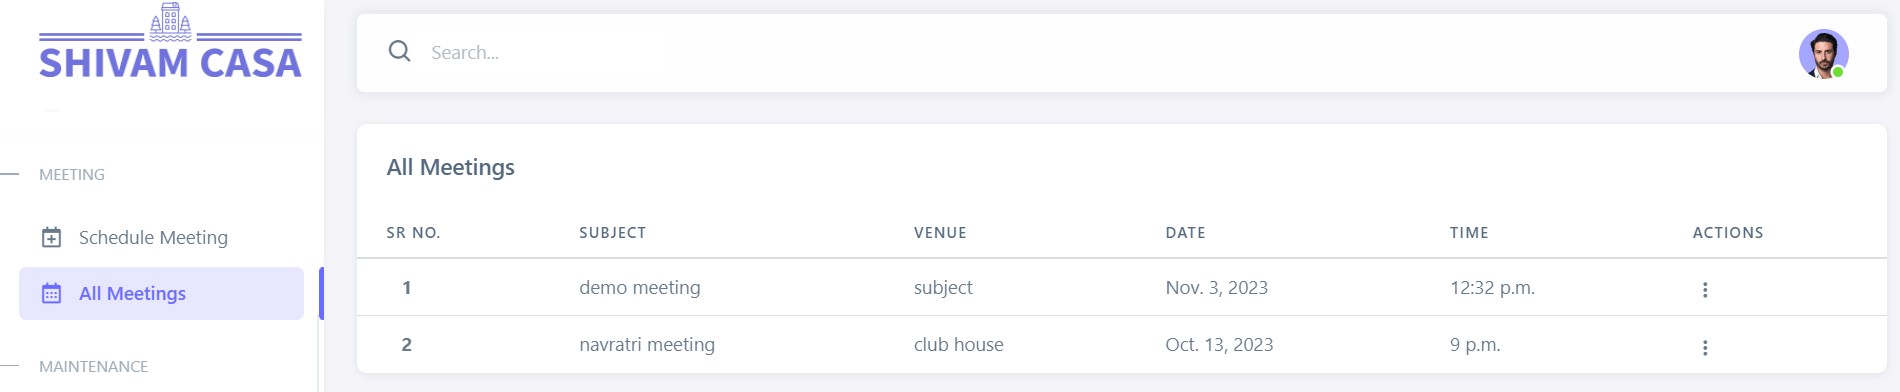 SHIVAM CASA
Search...
MEETING
Schedule Meeting
All Meetings
MAINTENANCE
All Meetings
SR NO. SUBJECT VENUE DATE TIME ACTIONS
1 demo meeting subject Nov. 3, 2023 12:32 p.m.
2 navratri meeting club house Oct. 13, 2023 9 p.m.